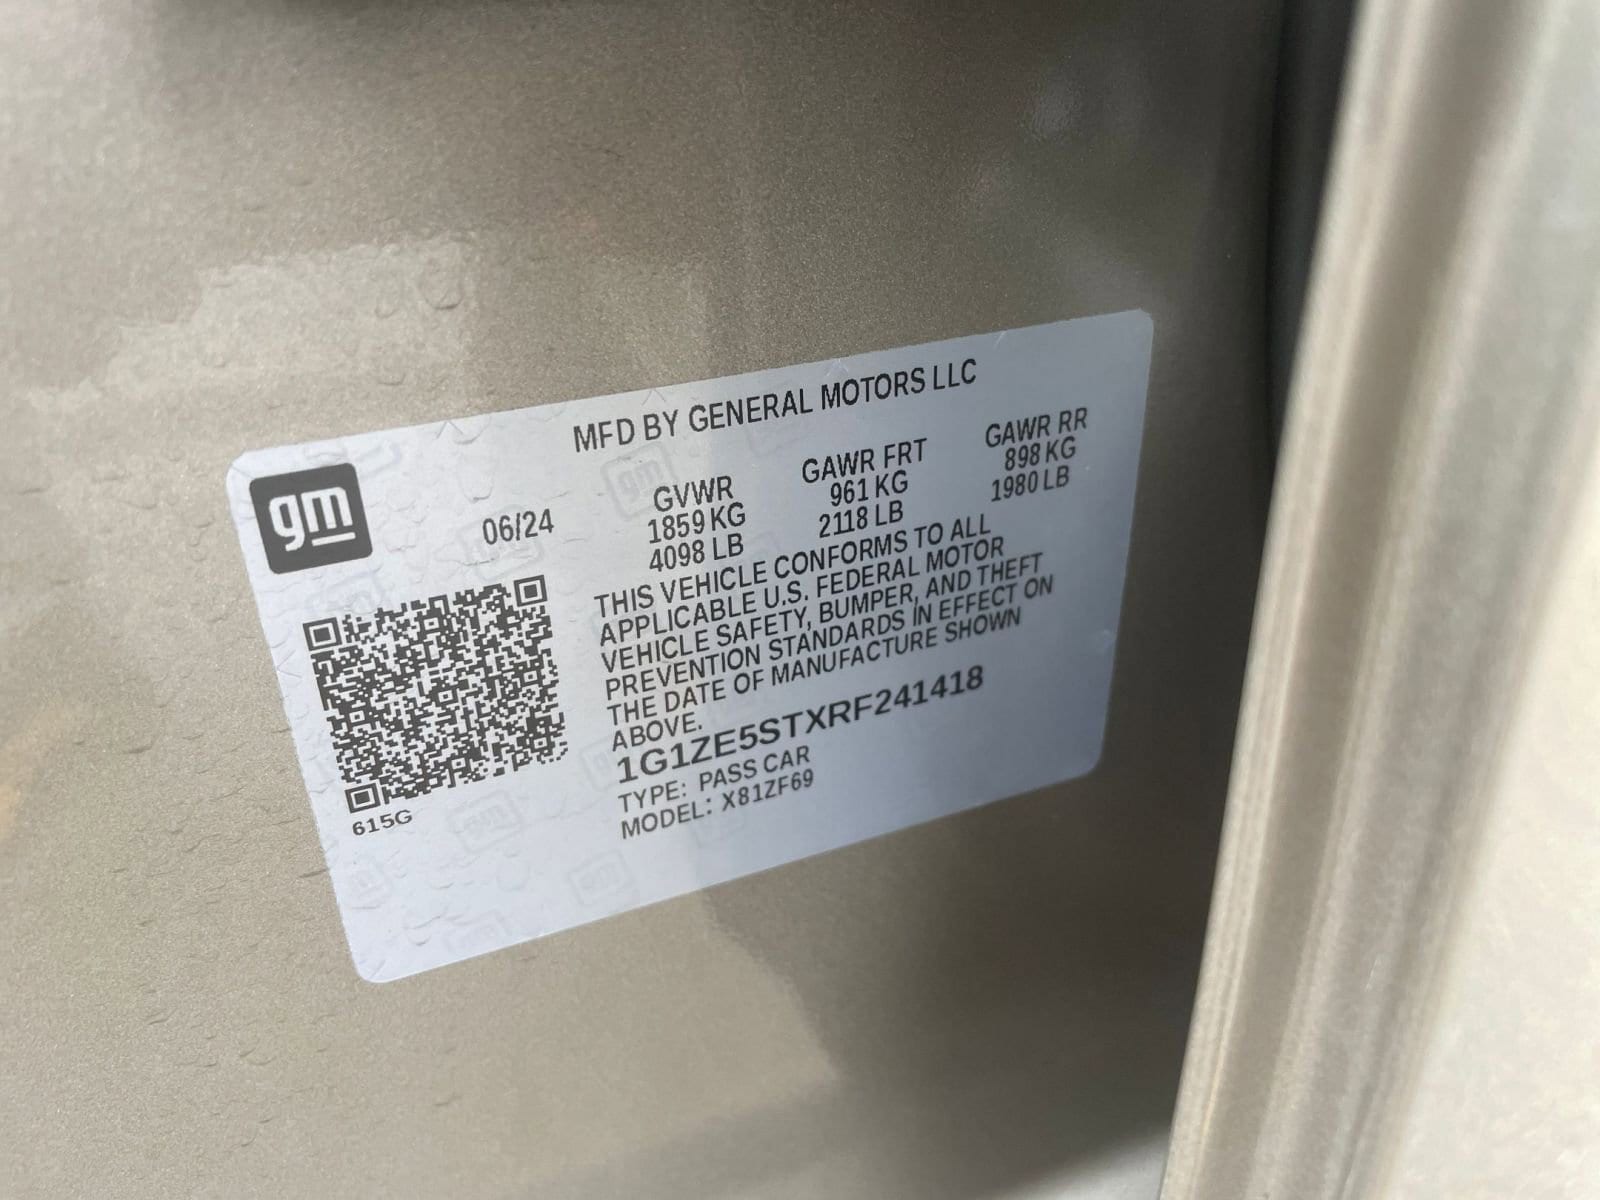 MFD BY GENERAL MOTORS LLC
gm
06/24
GVWR
1859 KG
4098 LB
GAWR FRT
961 KG
2118 LB
GAWR RR
898 KG
1980 LB
THIS VEHICLE CONFORMS TO ALL
APPLICABLE U.S. FEDERAL MOTOR
VEHICLE SAFETY, BUMPER, AND THEFT
PREVENTION STANDARDS IN EFFECT ON
THE DATE OF MANUFACTURE SHOWN
ABOVE.
1G1ZE5STXRF241418
TYPE: PASS CAR
MODEL: X81ZF69
615G